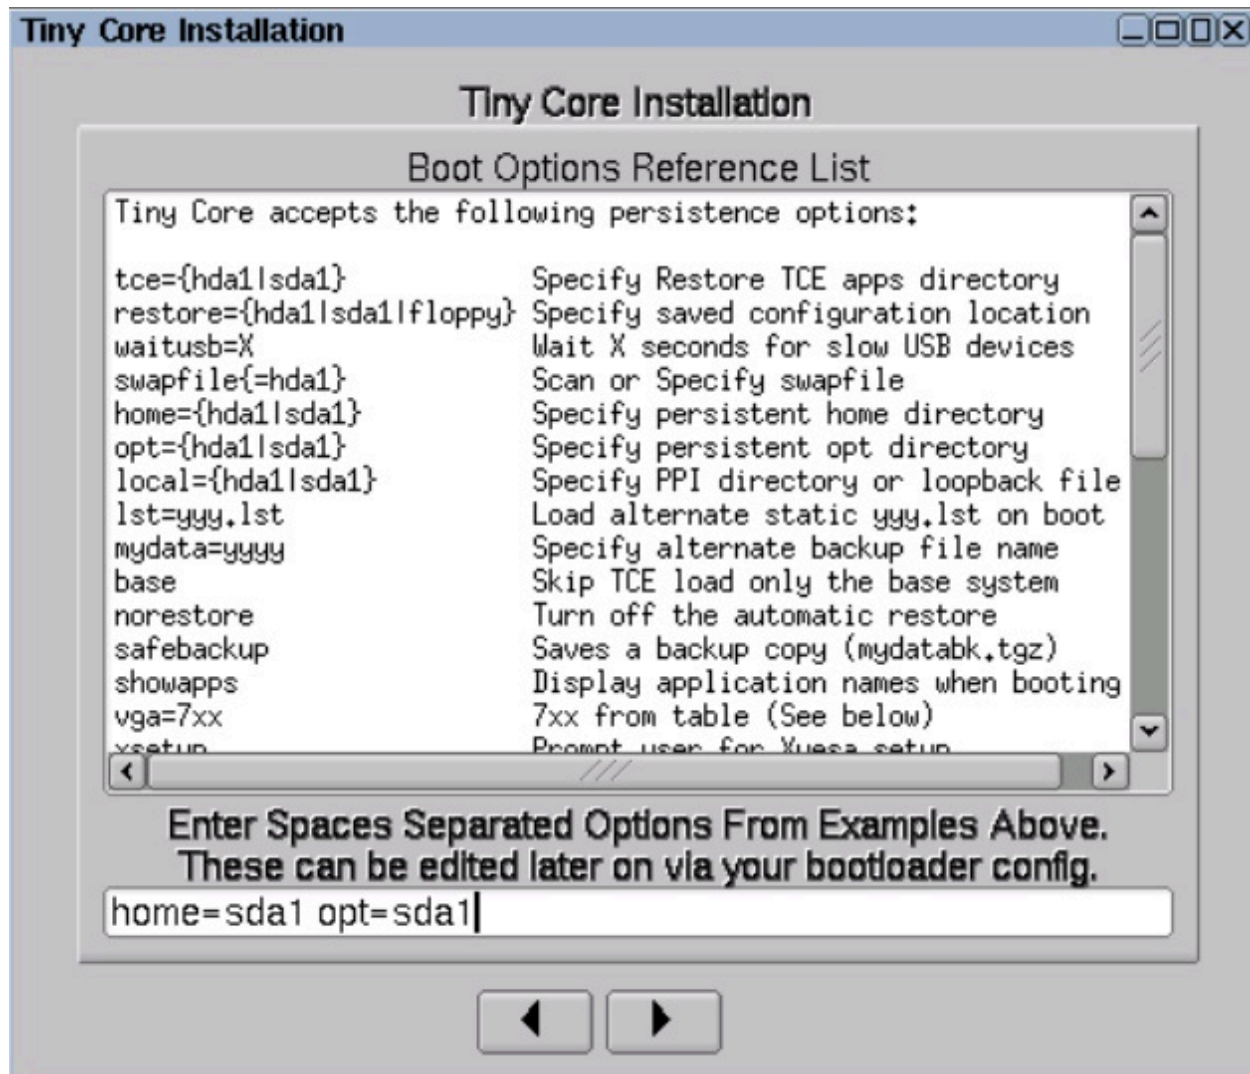 Tiny Core Installation
Tiny Core Installation
Boot Options Reference List
Tiny Core accepts the following persistence options:
tce={hda1|sda1} Specify Restore TCE apps directory
restore={hda1|sda1|floppy} Specify saved configuration location
waitusb=X Wait X seconds for slow USB devices
swapfile{=hda1} Scan or Specify swapfile
home={hda1|sda1} Specify persistent home directory
opt={hda1|sda1} Specify persistent opt directory
local={hda1|sda1} Specify PPI directory or loopback file
lst=yyy.lst Load alternate static yyy.lst on boot
mydata=yyyy Specify alternate backup file name
base Skip TCE load only the base system
norestore Turn off the automatic restore
safebackup Saves a backup copy (mydatabk.tgz)
showapps Display application names when booting
vga=7xx 7xx from table (See below)
xsetup Prompt user for Xvesa setup
Enter Spaces Separated Options From Examples Above.
These can be edited later on via your bootloader config.
home=sda1 opt=sda1